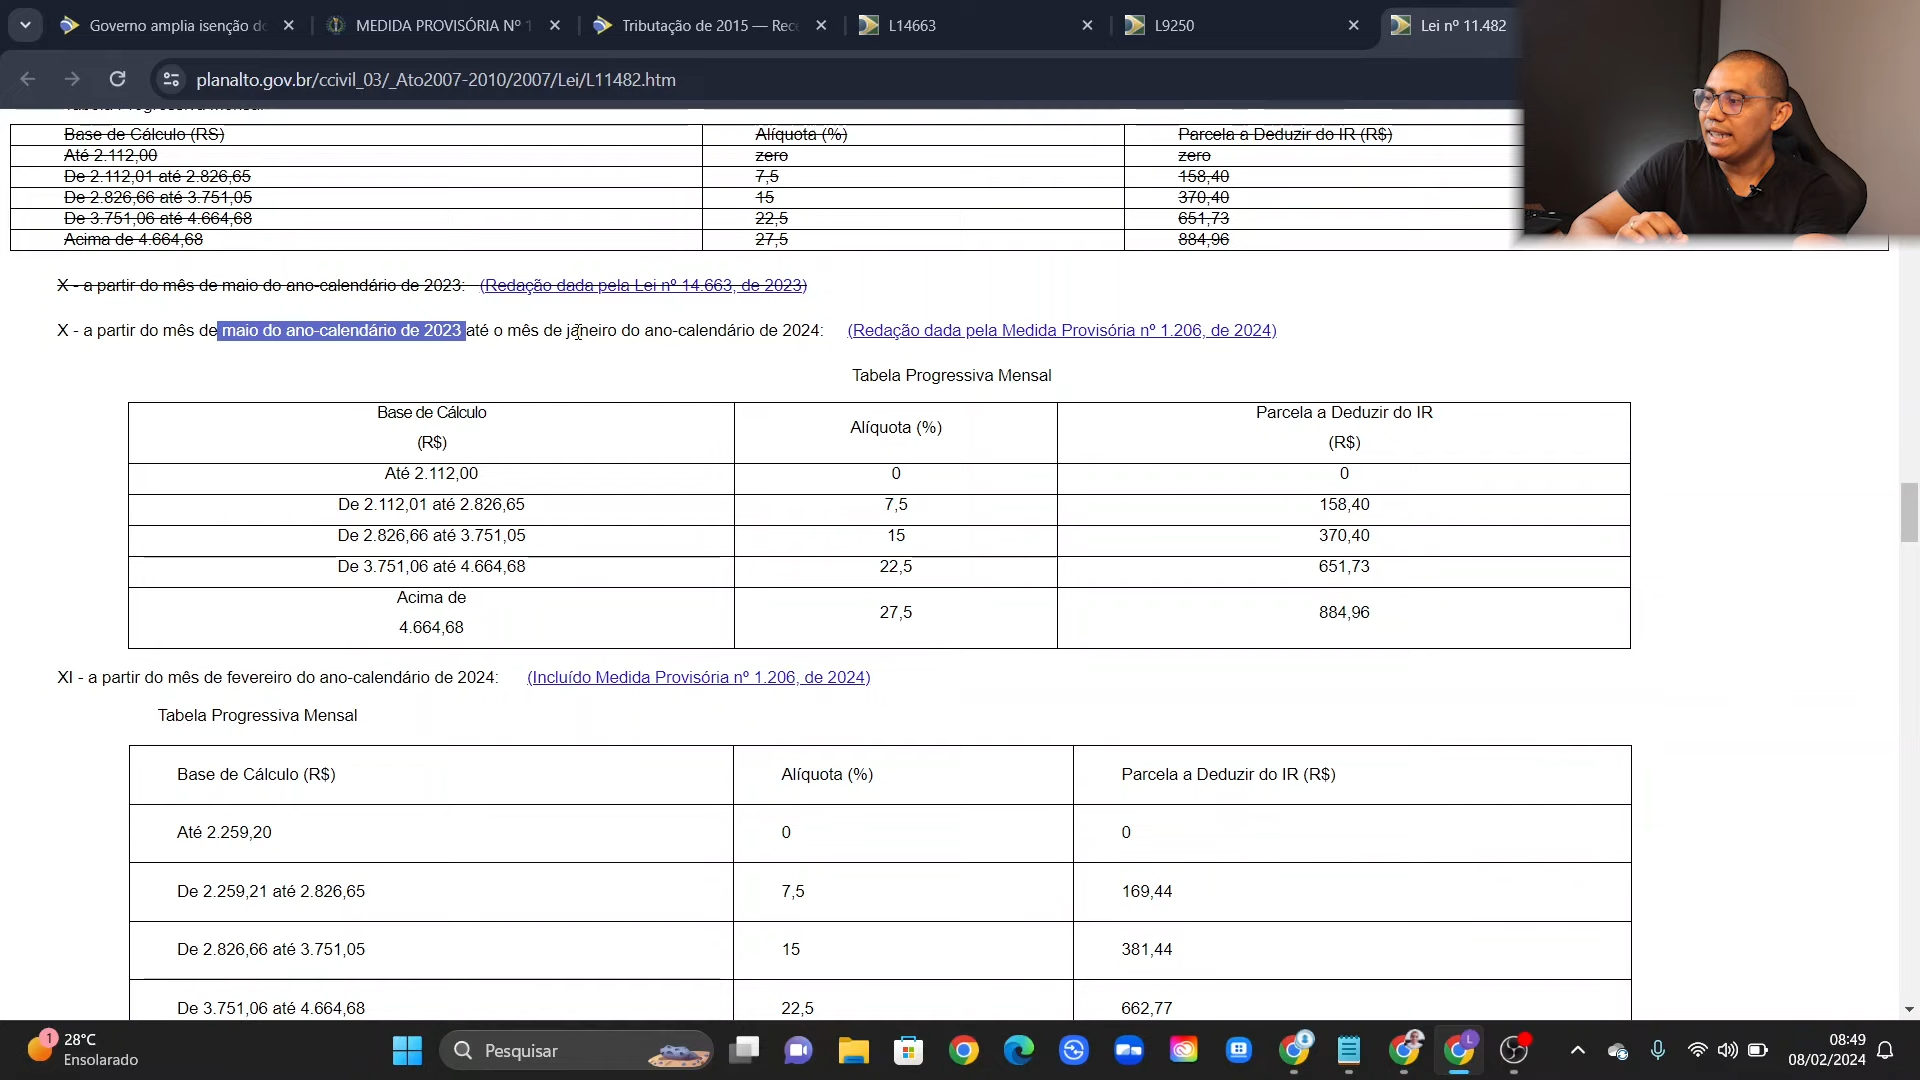 Governo amplia isenção d
MEDIDA PROVISÓRIA Nº 1
Tributação de 2015 — Rec
L14663
L9250
Lei nº 11.482
planalto.gov.br/ccivil_03/_Ato2007-2010/2007/Lei/L11482.htm
Tabela Progressiva Mensal
Base de Cálculo (R$) Alíquota (%) Parcela a Deduzir do IR (R$)
Até 2.112,00 zero zero
De 2.112,01 até 2.826,65 7,5 158,40
De 2.826,66 até 3.751,05 15 370,40
De 3.751,06 até 4.664,68 22,5 651,73
Acima de 4.664,68 27,5 884,96
X - a partir do mês de maio do ano-calendário de 2023: (Redação dada pela Lei nº 14.663, de 2023)
X - a partir do mês de maio do ano-calendário de 2023 até o mês de janeiro do ano-calendário de 2024: (Redação dada pela Medida Provisória nº 1.206, de 2024)
Tabela Progressiva Mensal
Base de Cálculo
(R$)
Alíquota (%)
Parcela a Deduzir do IR
(R$)
Até 2.112,00 0 0
De 2.112,01 até 2.826,65 7,5 158,40
De 2.826,66 até 3.751,05 15 370,40
De 3.751,06 até 4.664,68 22,5 651,73
Acima de
4.664,68
27,5 884,96
XI - a partir do mês de fevereiro do ano-calendário de 2024: (Incluído Medida Provisória nº 1.206, de 2024)
Tabela Progressiva Mensal
Base de Cálculo (R$) Alíquota (%) Parcela a Deduzir do IR (R$)
Até 2.259,20 0 0
De 2.259,21 até 2.826,65 7,5 169,44
De 2.826,66 até 3.751,05 15 381,44
De 3.751,06 até 4.664,68 22,5 662,77
1
28°C
Ensolarado
Pesquisar
L
08:49
08/02/2024